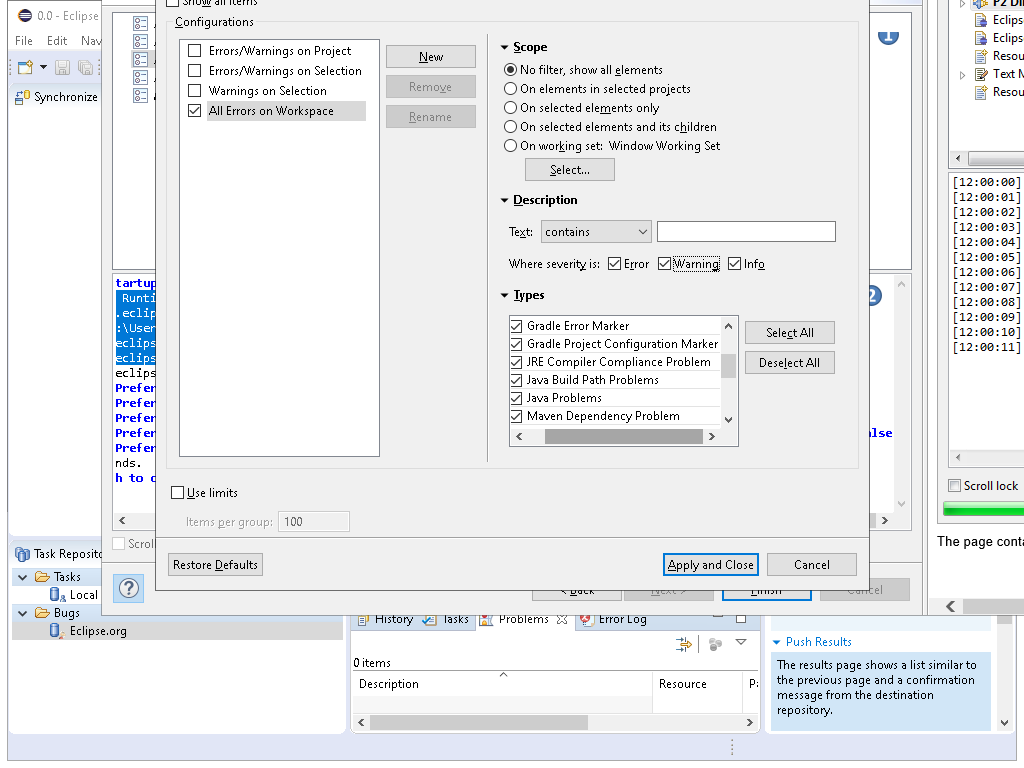 Show all items
0.0 - Eclipse
Configurations
File Edit Nav
Errors/Warnings on Project
Errors/Warnings on Selection
Warnings on Selection
All Errors on Workspace
New
Remove
Rename
Scope
No filter, show all elements
On elements in selected projects
On selected elements only
On selected elements and its children
On working set: Window Working Set
Select...
Description
Text: contains
Where severity is: Error Warning Info
Types
Gradle Error Marker
Gradle Project Configuration Marker
JRE Compiler Compliance Problem
Java Build Path Problems
Java Problems
Maven Dependency Problem
Select All
Deselect All
Use limits
Items per group: 100
Restore Defaults
Apply and Close
Cancel
Synchronize
1
2
tartup
Runti
.eclip
:\User
eclips
eclips
eclips
Prefer
Prefer
Prefer
Prefer
alse
Prefer
nds.
h to c
Scroll
?
< Back
Next >
Finish
Cancel
P2 Di
Eclips
Eclips
Resou
Text M
Resou
[12:00:00]
[12:00:01]
[12:00:02]
[12:00:03]
[12:00:04]
[12:00:05]
[12:00:06]
[12:00:07]
[12:00:08]
[12:00:09]
[12:00:10]
[12:00:11]
Scroll lock
The page conta
Task Reposito
Tasks
Local
Bugs
Eclipse.org
History Tasks Problems Error Log
0 items
Description Resource Pa
Push Results
The results page shows a list similar to
the previous page and a confirmation
message from the destination
repository.